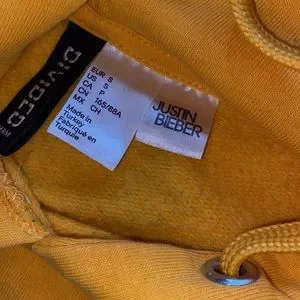 DIVIDED
H&M
EUR S
US S
CA P
CN 165/88A
MX CH
Made in
Turkey
Fabriqué en
Turquie
JUSTIN
BIEBER